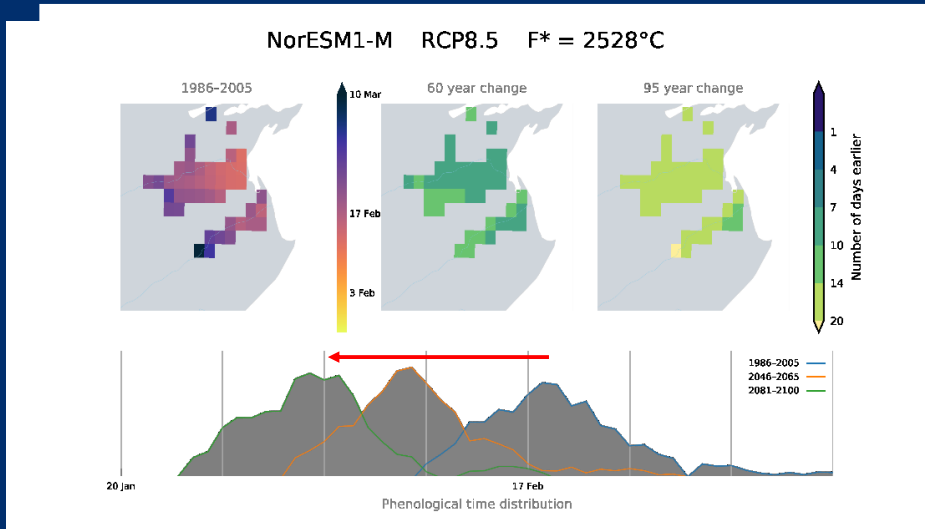 NorESM1-M RCP8.5 F* = 2528°C
1986–2005
60 year change
95 year change
10 Mar
17 Feb
3 Feb
1
4
7
10
14
20
Number of days earlier
1986–2005
2046–2065
2081–2100
20 Jan
17 Feb
Phenological time distribution